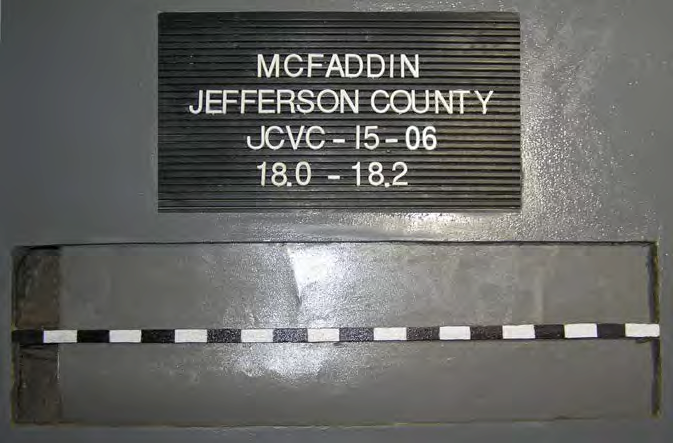 MCFADDIN
JEFFERSON COUNTY
JCVC - 15 - 06
18.0 - 18.2